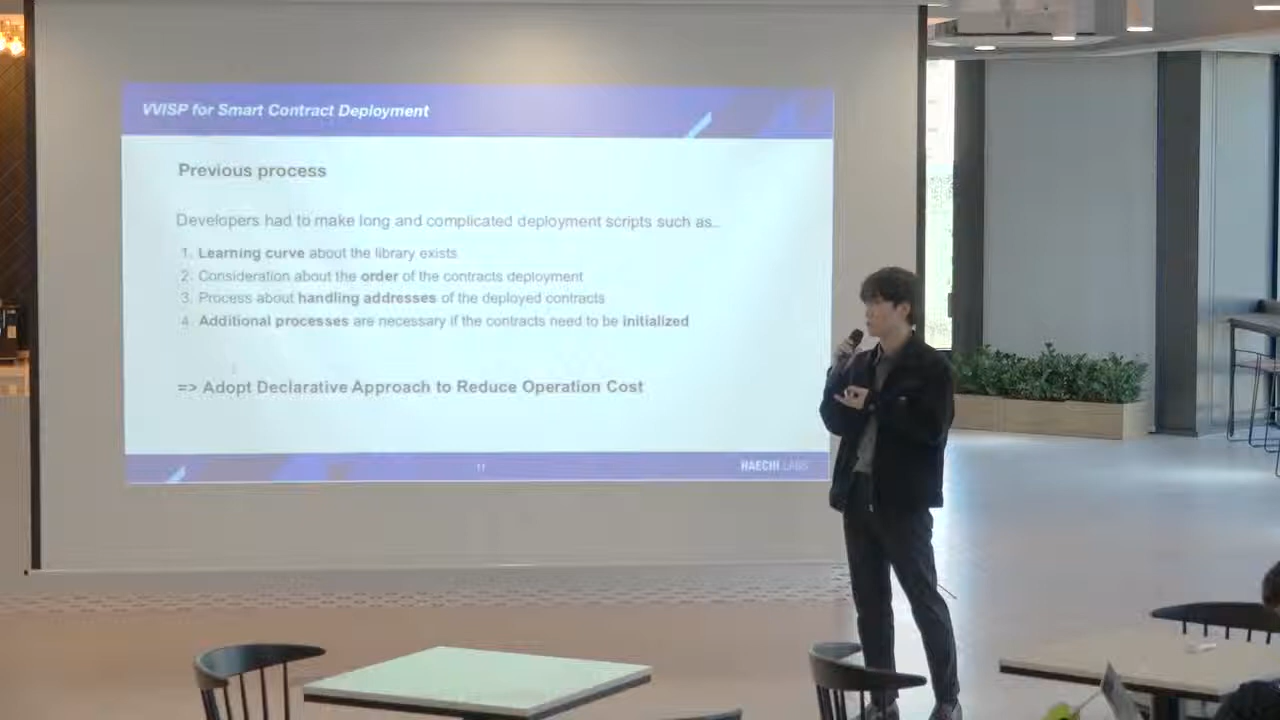 VVISP for Smart Contract Deployment
Previous process
Developers had to make long and complicated deployment scripts such as..
1. Learning curve about the library exists
2. Consideration about the order of the contracts deployment
3. Process about handling addresses of the deployed contracts
4. Additional processes are necessary if the contracts need to be initialized
=> Adopt Declarative Approach to Reduce Operation Cost
11
HAECHI LABS